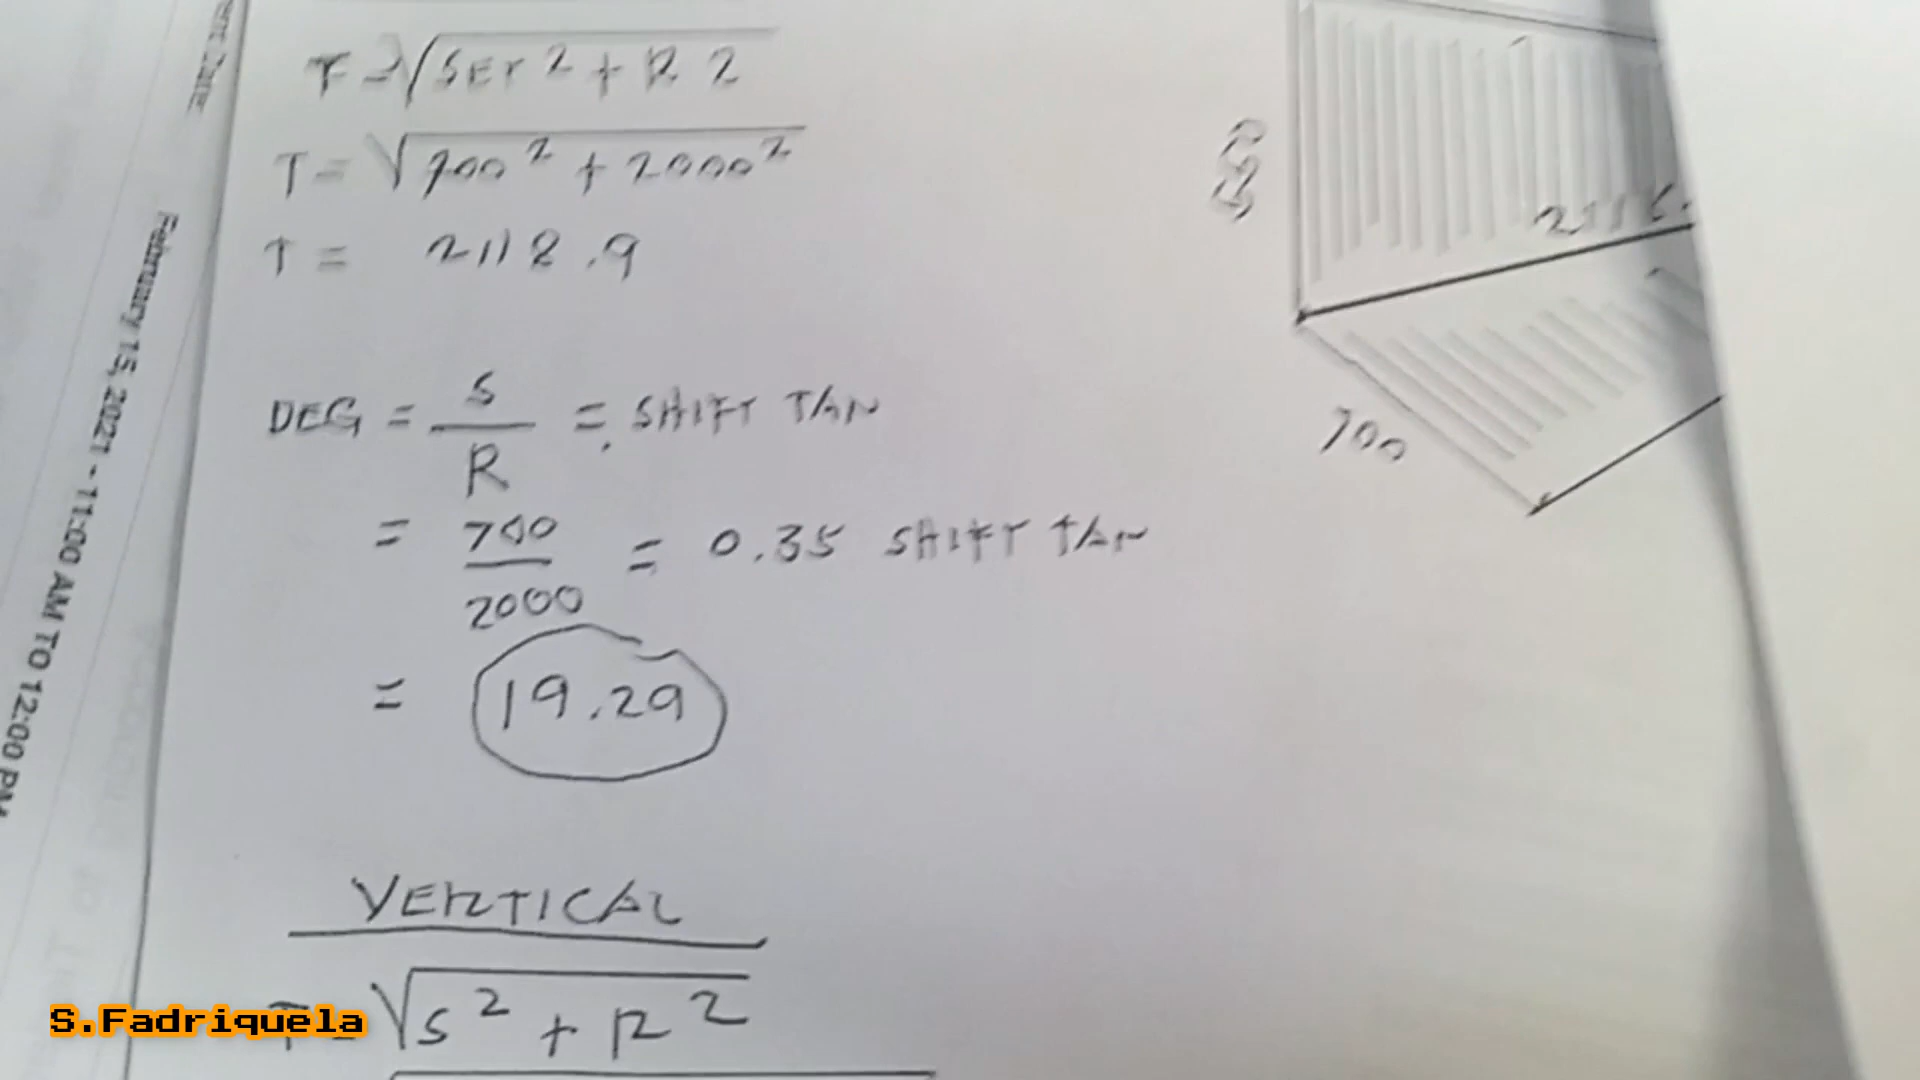 T = √SET² + R 2
T = √700² + 2000²
T = 2118.9
DEG = S/R = SHIFT TAN
= 700/2000 = 0.35 SHIFT TAN
= 19.29
VERTICAL
T = √S² + R²
S.Fadriquela
700
February 15, 2021 - 11:00 AM TO 12:00 PM